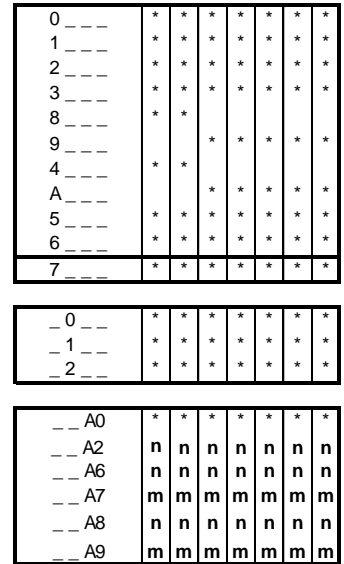 0 _ _ _ * * * * * * *
1 _ _ _ * * * * * * *
2 _ _ _ * * * * * * *
3 _ _ _ * * * * * * *
8 _ _ _ * *
9 _ _ _ * * * * *
4 _ _ _ * *
A _ _ _ * * * * *
5 _ _ _ * * * * * * *
6 _ _ _ * * * * * * *
7 _ _ _ * * * * * * *
_ 0 _ _ * * * * * * *
_ 1 _ _ * * * * * * *
_ 2 _ _ * * * * * * *
_ _ A0 * * * * * * *
_ _ A2 n n n n n n n
_ _ A6 n n n n n n n
_ _ A7 m m m m m m m
_ _ A8 n n n n n n n
_ _ A9 m m m m m m m